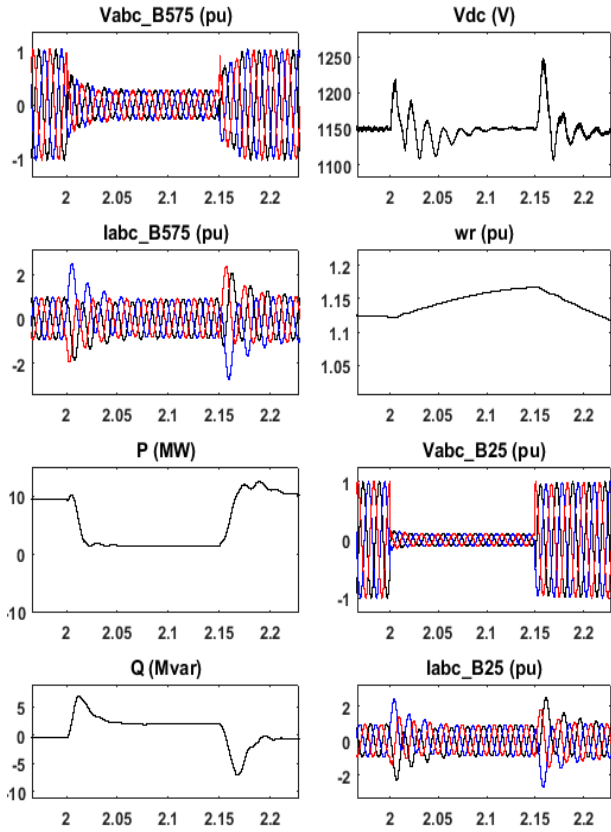 Vabc_B575 (pu)
1
0
-1
2 2.05 2.1 2.15 2.2
Vdc (V)
1250
1200
1150
1100
2 2.05 2.1 2.15 2.2
Iabc_B575 (pu)
2
0
-2
2 2.05 2.1 2.15 2.2
wr (pu)
1.2
1.15
1.1
1.05
2 2.05 2.1 2.15 2.2
P (MW)
10
0
-10
2 2.05 2.1 2.15 2.2
Vabc_B25 (pu)
1
0
-1
2 2.05 2.1 2.15 2.2
Q (Mvar)
5
0
-5
-10
2 2.05 2.1 2.15 2.2
Iabc_B25 (pu)
2
0
-2
2 2.05 2.1 2.15 2.2